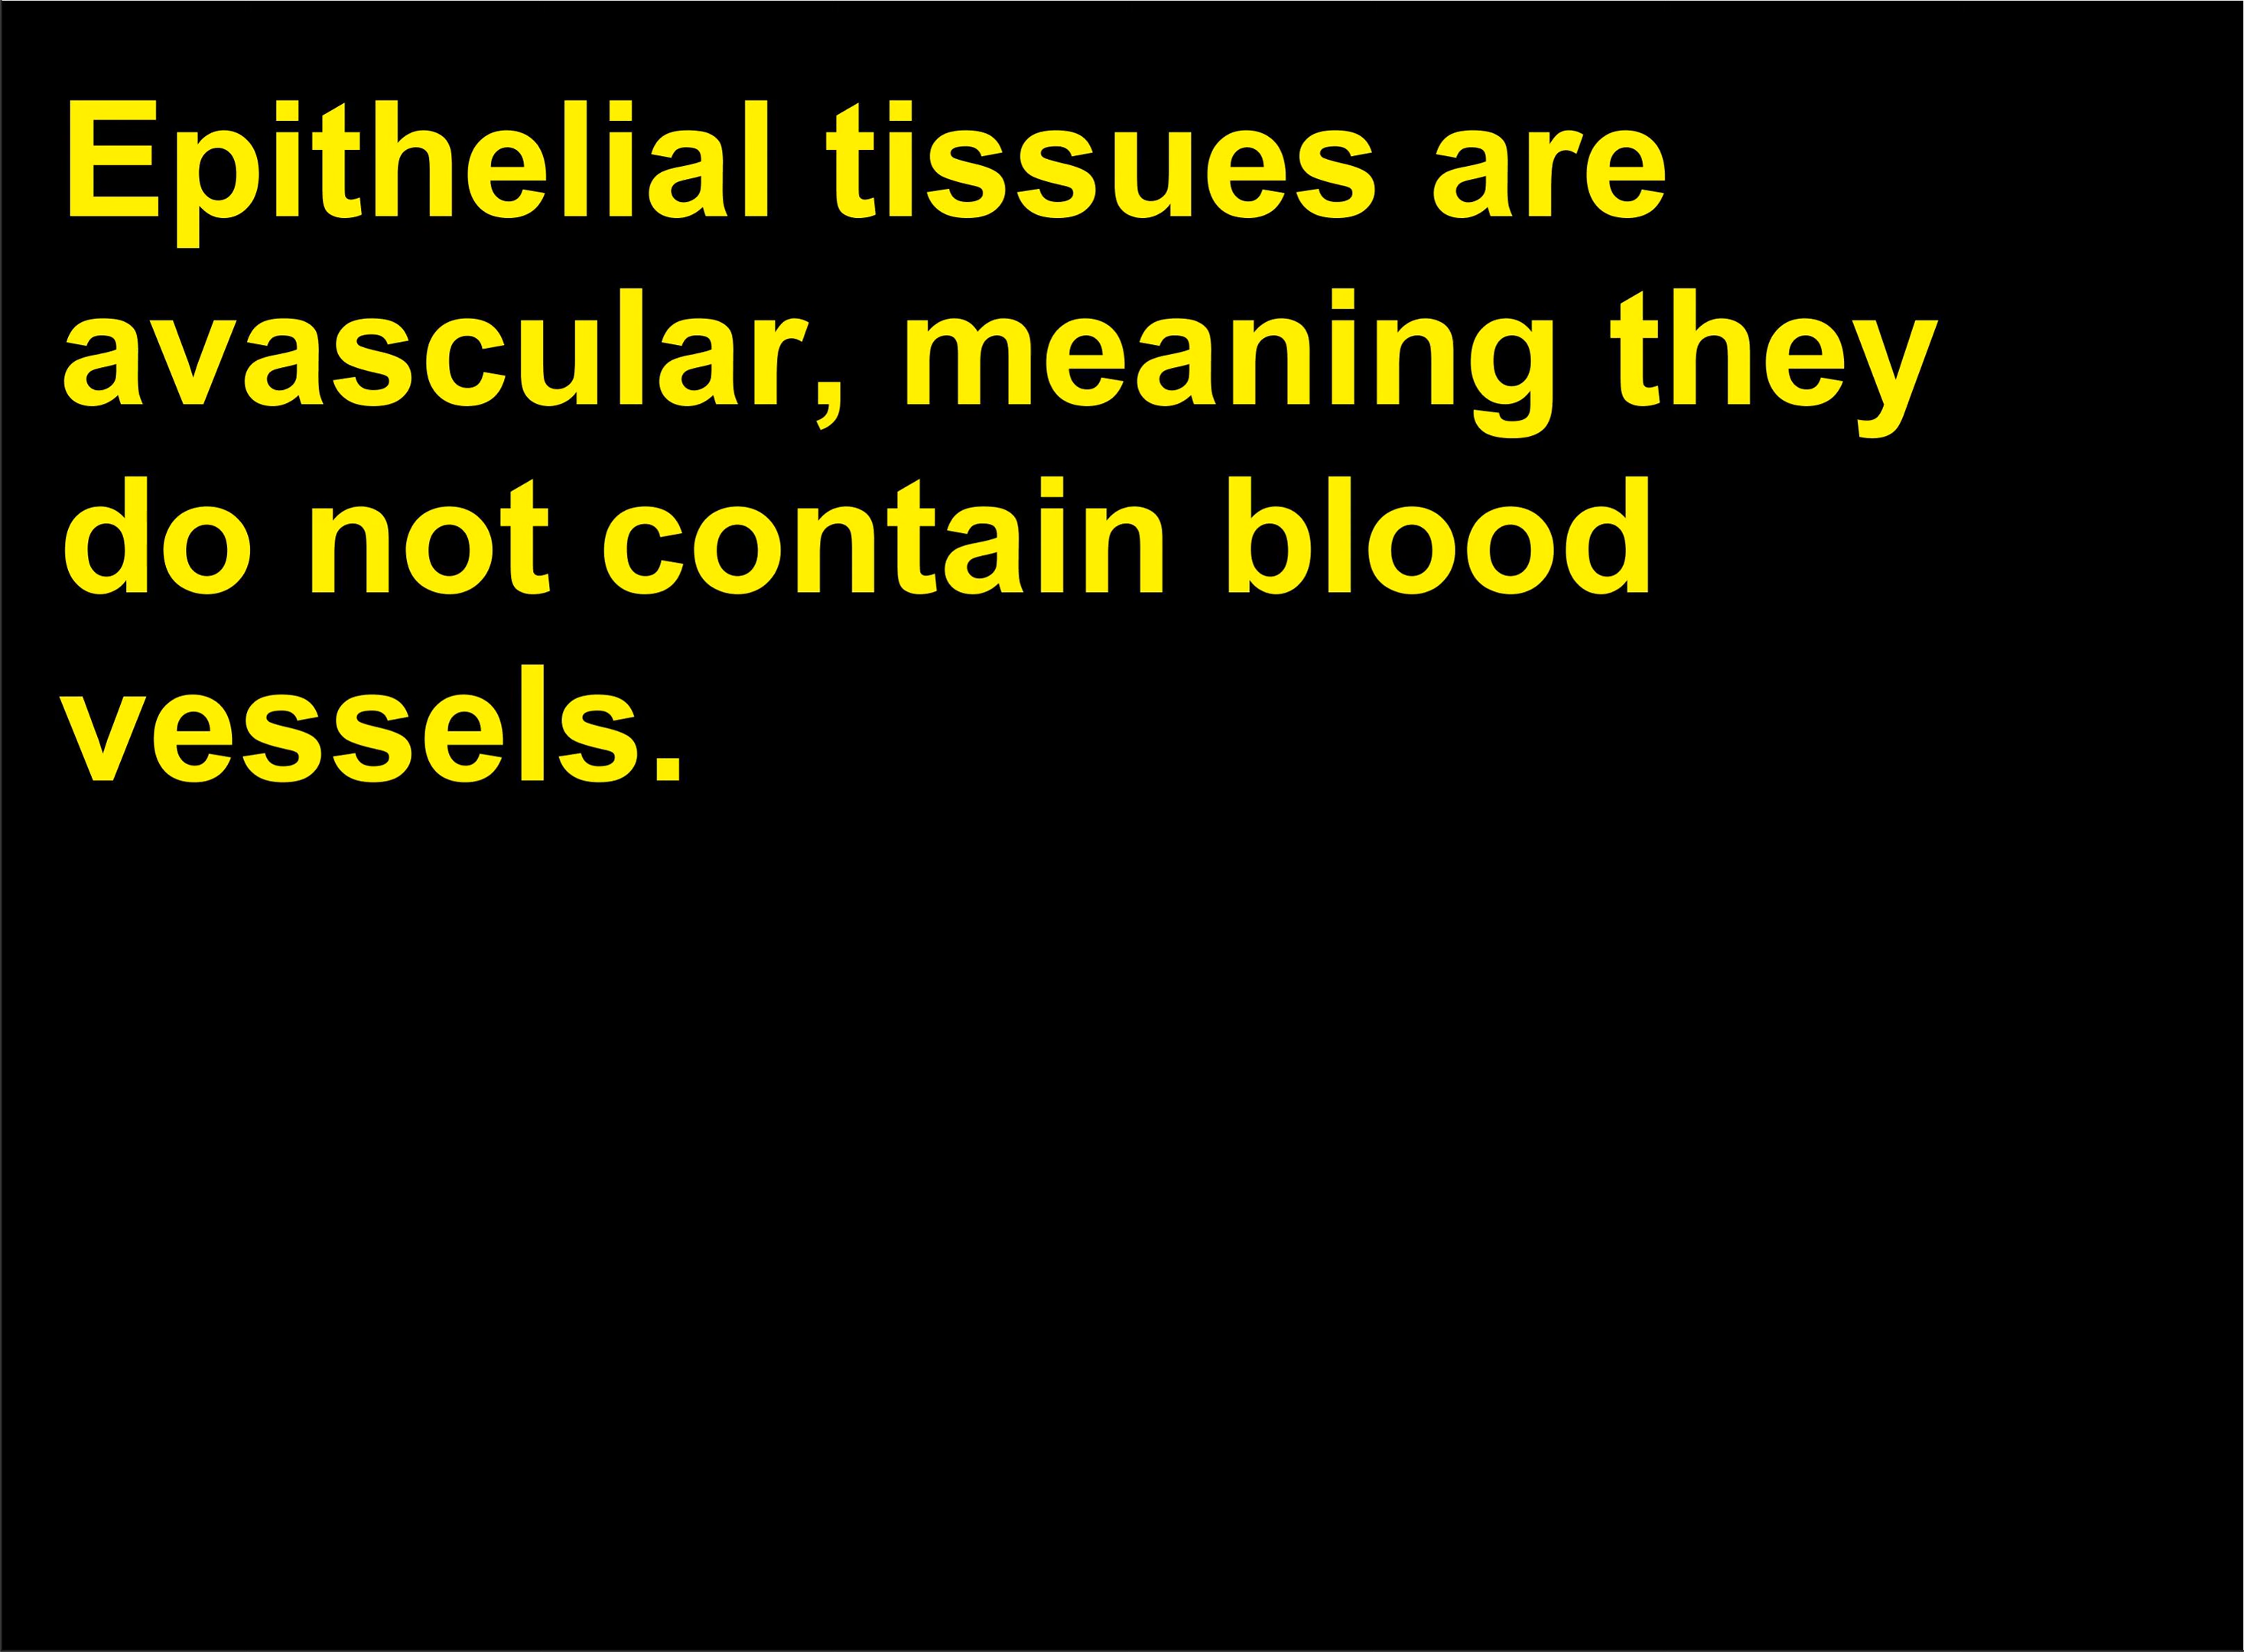 Epithelial tissues are
avascular, meaning they
do not contain blood
vessels.